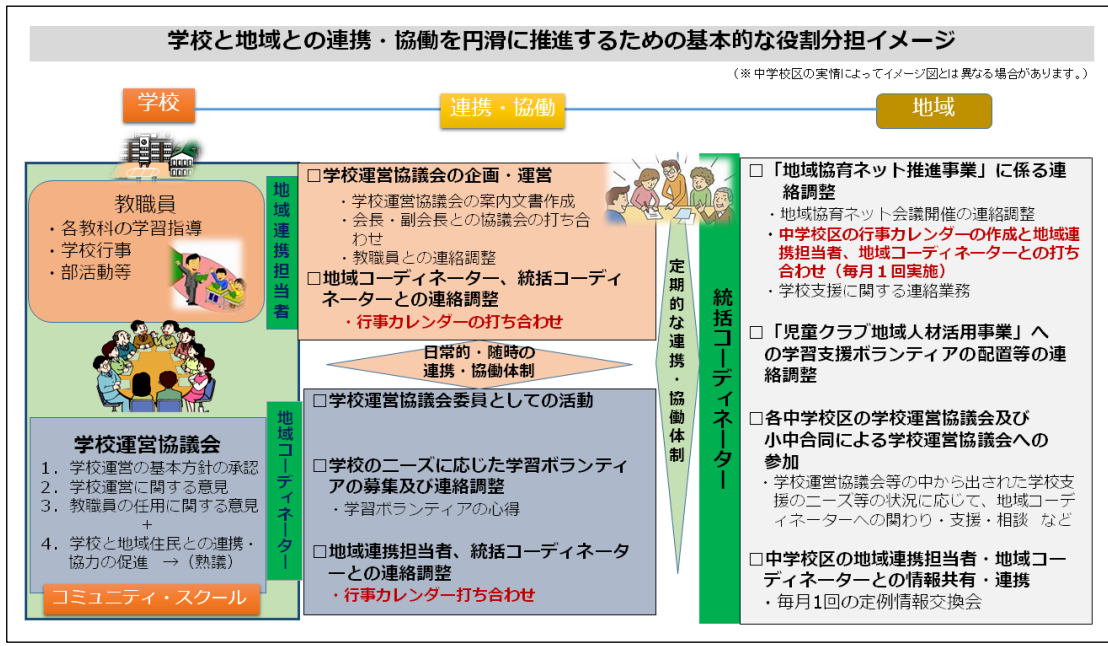 学校と地域との連携・協働を円滑に推進するための基本的な役割分担イメージ
(※中学校区の実情によってイメージ図とは異なる場合があります。)
学校
連携・協働
地域
教職員
・各教科の学習指導
・学校行事
・部活動等
地域連携担当者
□学校運営協議会の企画・運営
・学校運営協議会の案内文書作成
・会長・副会長との協議会の打ち合
わせ
・教職員との連絡調整
□地域コーディネーター、統括コーディ
ネーターとの連絡調整
・行事カレンダーの打ち合わせ
日常的・随時の
連携・協働体制
学校運営協議会
1．学校運営の基本方針の承認
2．学校運営に関する意見
3．教職員の任用に関する意見
+
4．学校と地域住民との連携・
協力の促進 →（熟議）
コミュニティ・スクール
地域コーディネーター
□学校運営協議会委員としての活動
□学校のニーズに応じた学習ボランティ
アの募集及び連絡調整
・学習ボランティアの心得
□地域連携担当者、統括コーディネータ
ーとの連絡調整
・行事カレンダー打ち合わせ
定期的な連携・協働体制
統括コーディネーター
□「地域協育ネット推進事業」に係る連
絡調整
・地域協育ネット会議開催の連絡調整
・中学校区の行事カレンダーの作成と地域連
携担当者、地域コーディネーターとの打ち
合わせ（毎月１回実施）
・学校支援に関する連絡業務
□「児童クラブ地域人材活用事業」へ
の学習支援ボランティアの配置等の連
絡調整
□各中学校区の学校運営協議会及び
小中合同による学校運営協議会への
参加
・学校運営協議会等の中から出された学校支
援のニーズ等の状況に応じて、地域コーデ
ィネーターへの関わり・支援・相談 など
□中学校区の地域連携担当者・地域コー
ディネーターとの情報共有・連携
・毎月1回の定例情報交換会